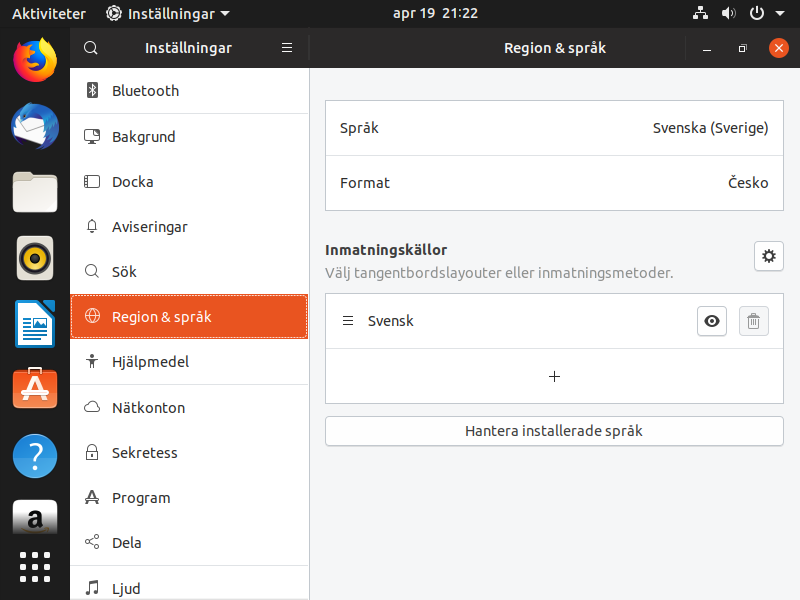 Aktiviteter
Inställningar
apr 19 21:22
Inställningar
Region & språk
Bluetooth
Bakgrund
Docka
Aviseringar
Sök
Region & språk
Hjälpmedel
Nätkonton
Sekretess
Program
Dela
Ljud
Språk
Svenska (Sverige)
Format
Česko
Inmatningskällor
Välj tangentbordslayouter eller inmatningsmetoder.
Svensk
Hantera installerade språk
?
a